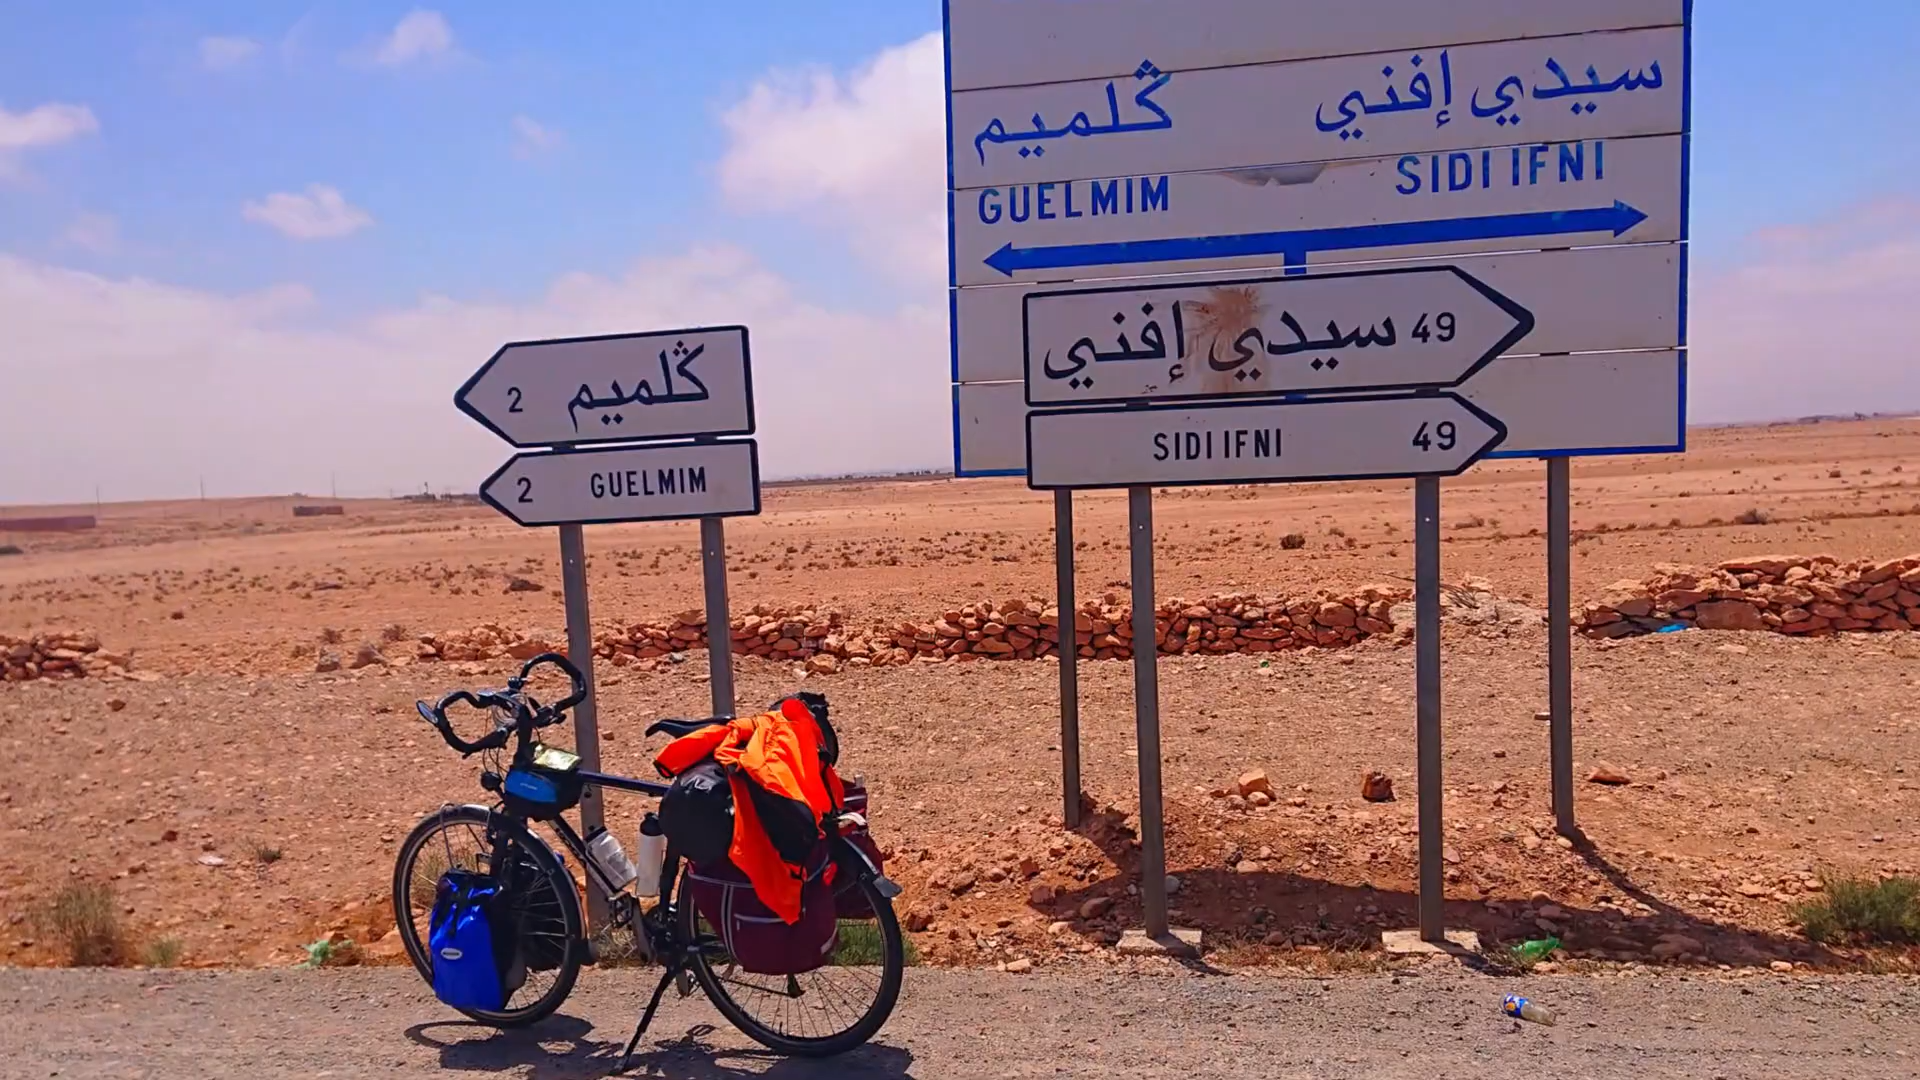 ڭلميم
سيدي إفني
GUELMIM
SIDI IFNI
سيدي إفني 49
SIDI IFNI 49
2 ڭلميم
2 GUELMIM